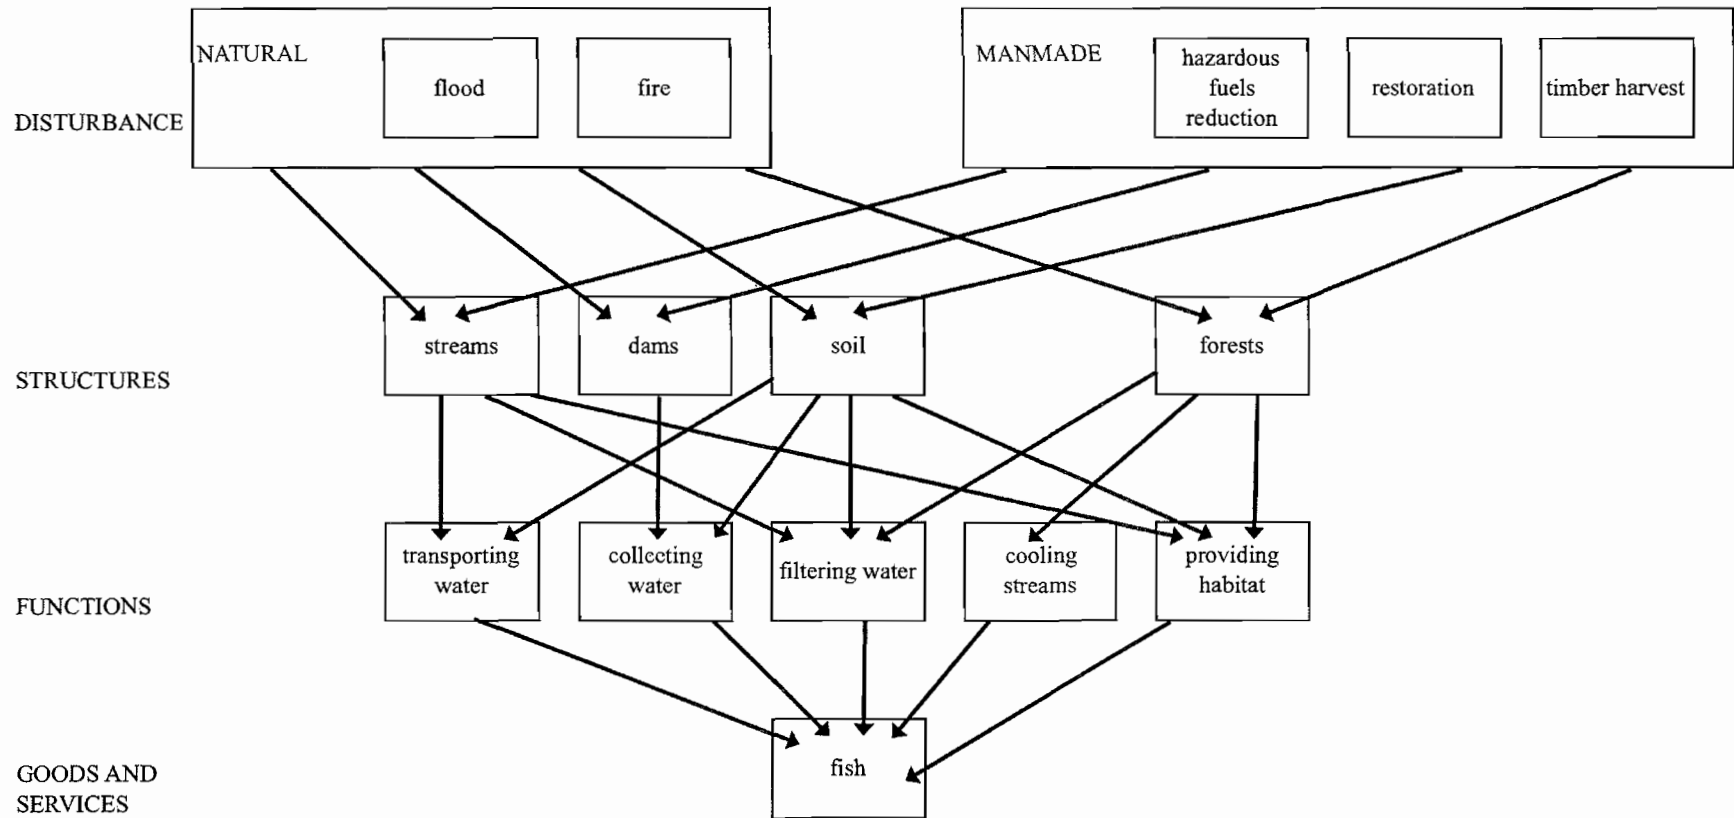 NATURAL
flood
fire
MANMADE
hazardous
fuels
reduction
restoration
timber harvest
DISTURBANCE
streams
dams
soil
forests
STRUCTURES
transporting
water
collecting
water
filtering water
cooling
streams
providing
habitat
FUNCTIONS
fish
GOODS AND
SERVICES